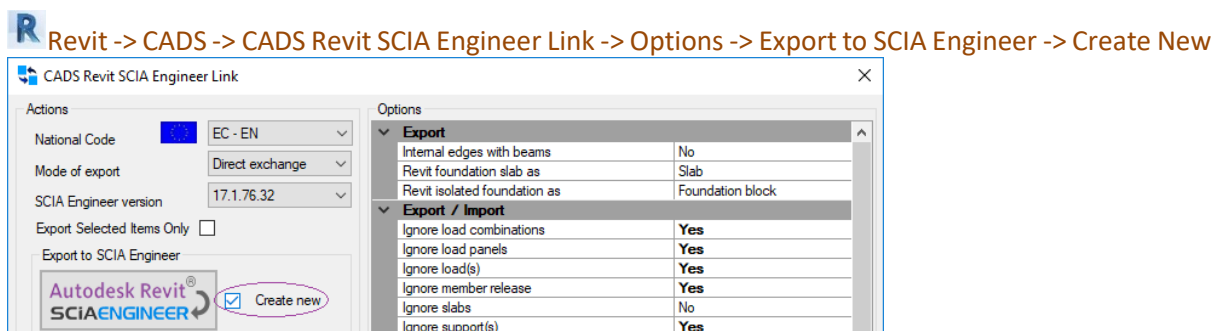 R
Revit -> CADS -> CADS Revit SCIA Engineer Link -> Options -> Export to SCIA Engineer -> Create New
CADS Revit SCIA Engineer Link
Actions
National Code EC - EN
Mode of export Direct exchange
SCIA Engineer version 17.1.76.32
Export Selected Items Only
Export to SCIA Engineer
Autodesk Revit®
SCiAENGINEER
Create new
Options
Export
Internal edges with beams No
Revit foundation slab as Slab
Revit isolated foundation as Foundation block
Export / Import
Ignore load combinations Yes
Ignore load panels Yes
Ignore load(s) Yes
Ignore member release Yes
Ignore slabs No
Ignore support(s) Yes